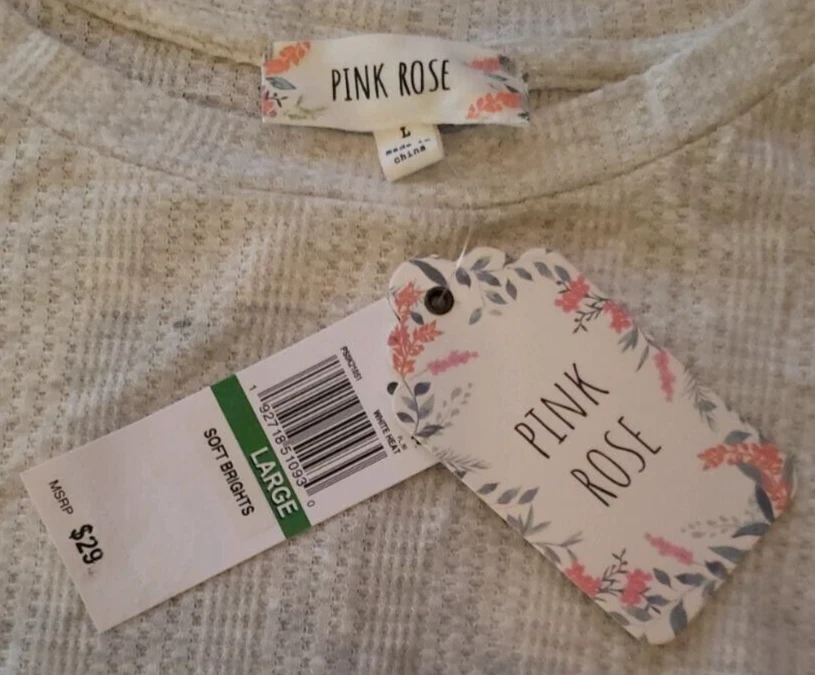 PINK ROSE
L
made in
china
WHITE HEAT
1 92718 51093 0
LARGE
SOFT BRIGHTS
MSRP $29
PINK
ROSE